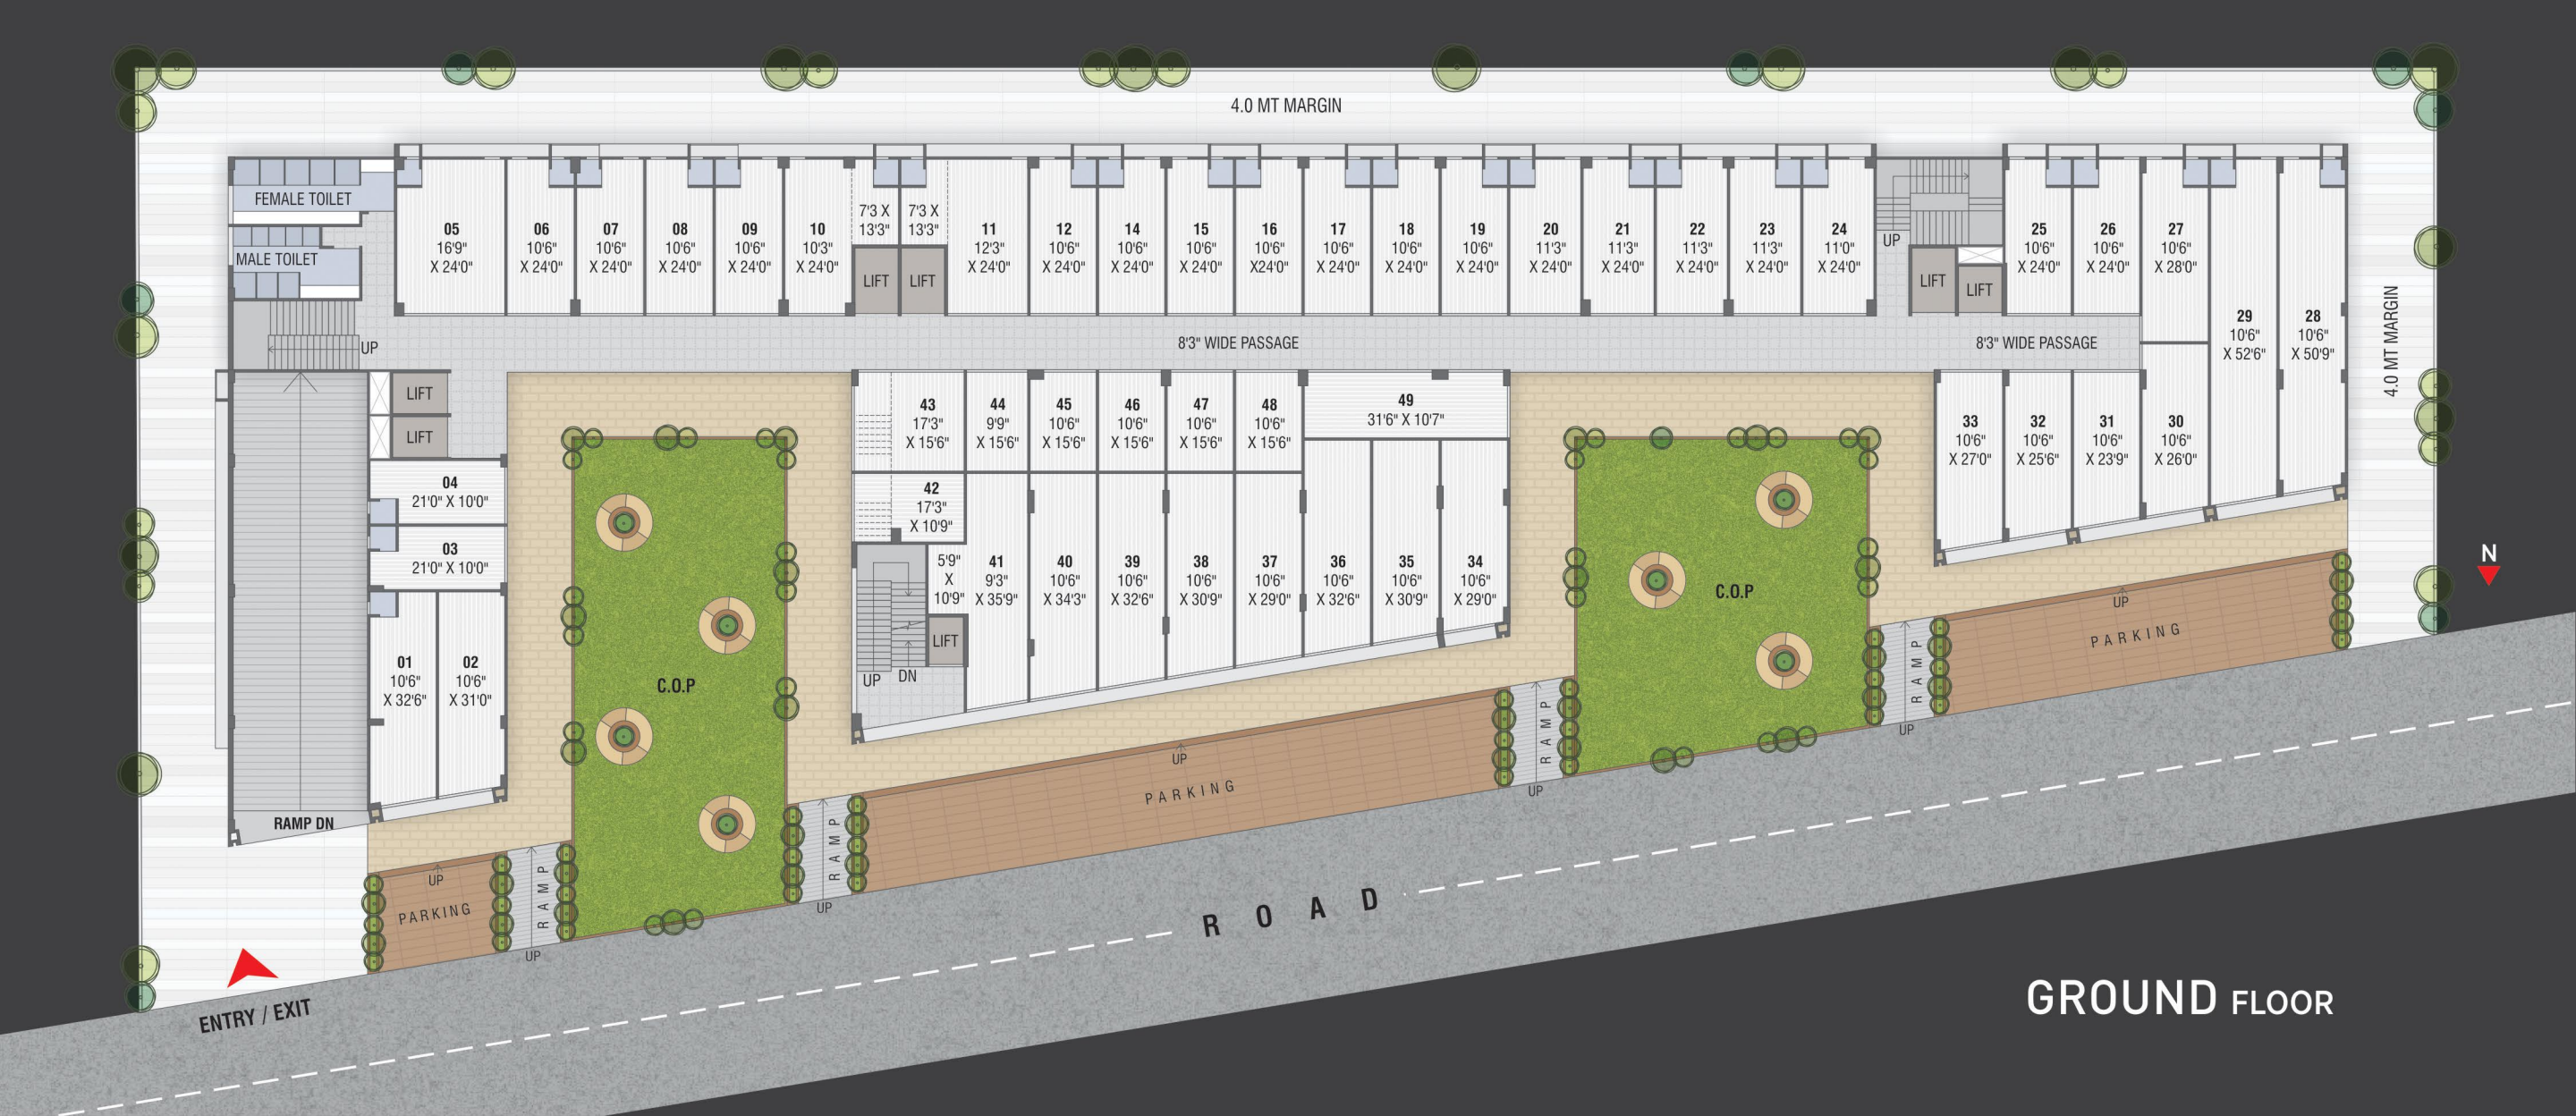 4.0 MT MARGIN
FEMALE TOILET
MALE TOILET
UP
05
16'9"
X 24'0"
06
10'6"
X 24'0"
07
10'6"
X 24'0"
08
10'6"
X 24'0"
09
10'6"
X 24'0"
10
10'3"
X 24'0"
7'3 X
13'3"
LIFT
7'3 X
13'3"
LIFT
11
12'3"
X 24'0"
12
10'6"
X 24'0"
14
10'6"
X 24'0"
15
10'6"
X 24'0"
16
10'6"
X24'0"
17
10'6"
X 24'0"
18
10'6"
X 24'0"
19
10'6"
X 24'0"
20
11'3"
X 24'0"
21
11'3"
X 24'0"
22
11'3"
X 24'0"
23
11'3"
X 24'0"
24
11'0"
X 24'0"
UP
LIFT
LIFT
25
10'6"
X 24'0"
26
10'6"
X 24'0"
27
10'6"
X 28'0"
29
10'6"
X 52'6"
28
10'6"
X 50'9"
4.0 MT MARGIN
8'3" WIDE PASSAGE
8'3" WIDE PASSAGE
LIFT
LIFT
04
21'0" X 10'0"
03
21'0" X 10'0"
01
10'6"
X 32'6"
02
10'6"
X 31'0"
RAMP DN
C.O.P
43
17'3"
X 15'6"
44
9'9"
X 15'6"
45
10'6"
X 15'6"
46
10'6"
X 15'6"
47
10'6"
X 15'6"
48
10'6"
X 15'6"
49
31'6" X 10'7"
42
17'3"
X 10'9"
5'9"
X
10'9"
LIFT
UP
DN
41
9'3"
X 35'9"
40
10'6"
X 34'3"
39
10'6"
X 32'6"
38
10'6"
X 30'9"
37
10'6"
X 29'0"
36
10'6"
X 32'6"
35
10'6"
X 30'9"
34
10'6"
X 29'0"
C.O.P
33
10'6"
X 27'0"
32
10'6"
X 25'6"
31
10'6"
X 23'9"
30
10'6"
X 26'0"
N
UP
PARKING
RAMP
UP
RAMP
UP
UP
PARKING
RAMP
UP
RAMP
UP
UP
PARKING
ROAD
ENTRY / EXIT
GROUND FLOOR